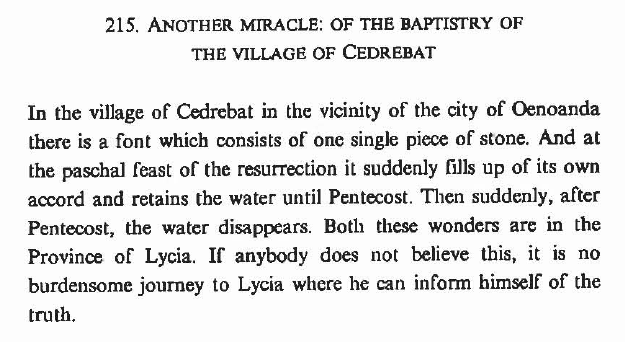 215. ANOTHER MIRACLE: OF THE BAPTISTRY OF
THE VILLAGE OF CEDREBAT
In the village of Cedrebat in the vicinity of the city of Oenoanda
there is a font which consists of one single piece of stone. And at
the paschal feast of the resurrection it suddenly fills up of its own
accord and retains the water until Pentecost. Then suddenly, after
Pentecost, the water disappears. Both these wonders are in the
Province of Lycia. If anybody does not believe this, it is no
burdensome journey to Lycia where he can inform himself of the
truth.